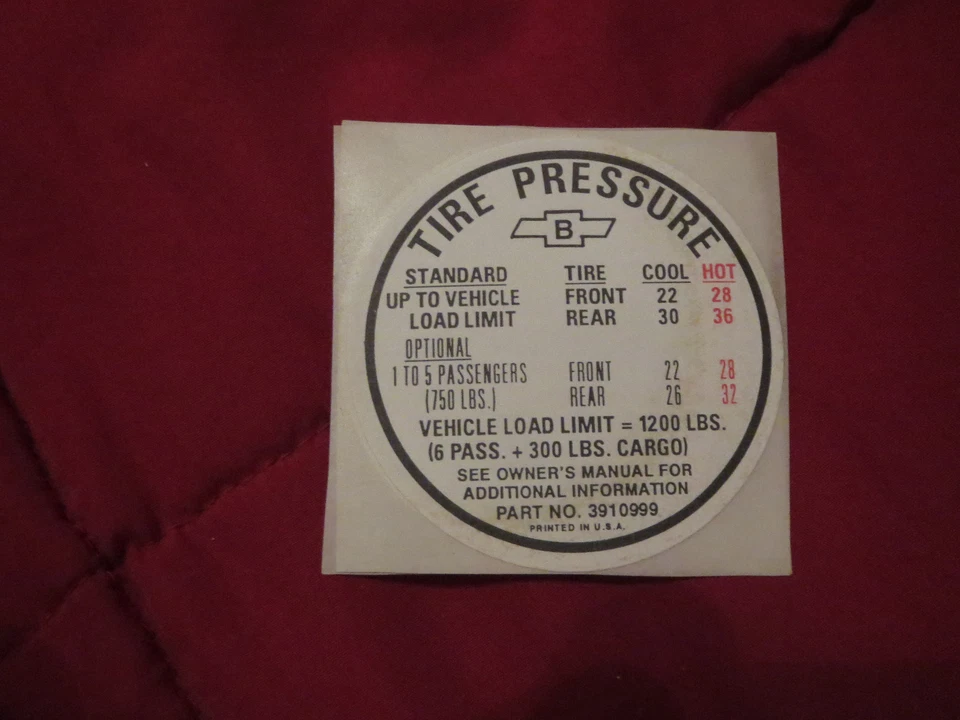 TIRE PRESSURE
B
STANDARD TIRE COOL HOT
UP TO VEHICLE FRONT 22 28
LOAD LIMIT REAR 30 36
OPTIONAL
1 TO 5 PASSENGERS FRONT 22 28
(750 LBS.) REAR 26 32
VEHICLE LOAD LIMIT = 1200 LBS.
(6 PASS. + 300 LBS. CARGO)
SEE OWNER'S MANUAL FOR
ADDITIONAL INFORMATION
PART NO. 3910999
PRINTED IN U.S.A.